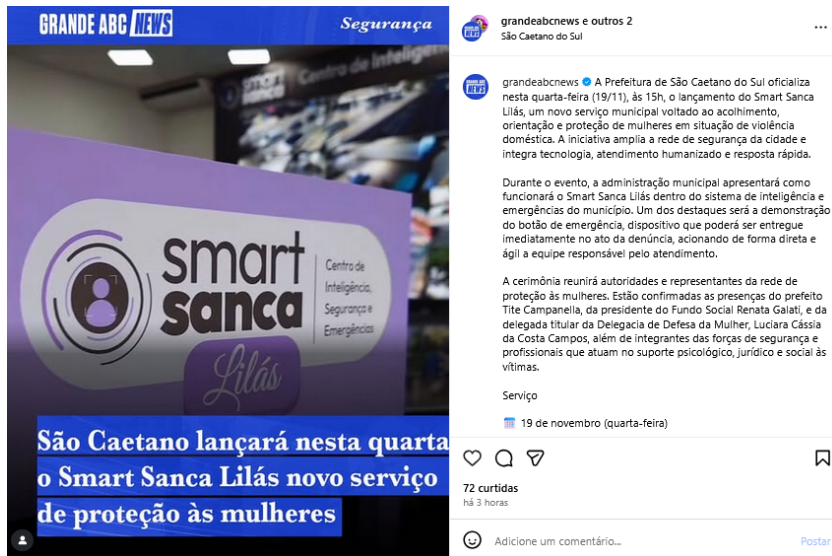 GRANDE ABC NEWS
Segurança
smart
sanca
Centro de
Inteligência,
Segurança e
Emergências
Lilás
São Caetano lançará nesta quarta
o Smart Sanca Lilás novo serviço
de proteção às mulheres
grandeabcnews e outros 2
São Caetano do Sul
grandeabcnews A Prefeitura de São Caetano do Sul oficializa
nesta quarta-feira (19/11), às 15h, o lançamento do Smart Sanca
Lilás, um novo serviço municipal voltado ao acolhimento,
orientação e proteção de mulheres em situação de violência
doméstica. A iniciativa amplia a rede de segurança da cidade e
integra tecnologia, atendimento humanizado e resposta rápida.
Durante o evento, a administração municipal apresentará como
funcionará o Smart Sanca Lilás dentro do sistema de inteligência e
emergências do município. Um dos destaques será a demonstração
do botão de emergência, dispositivo que poderá ser entregue
imediatamente no ato da denúncia, acionando de forma direta e
ágil a equipe responsável pelo atendimento.
A cerimônia reunirá autoridades e representantes da rede de
proteção às mulheres. Estão confirmadas as presenças do prefeito
Tite Campanella, da presidente do Fundo Social Renata Galati, e da
delegada titular da Delegacia de Defesa da Mulher, Luciara Cássia
da Costa Campos, além de integrantes das forças de segurança e
profissionais que atuam no suporte psicológico, jurídico e social às
vítimas.
Serviço
19 de novembro (quarta-feira)
72 curtidas
há 3 horas
Adicione um comentário...
Postar